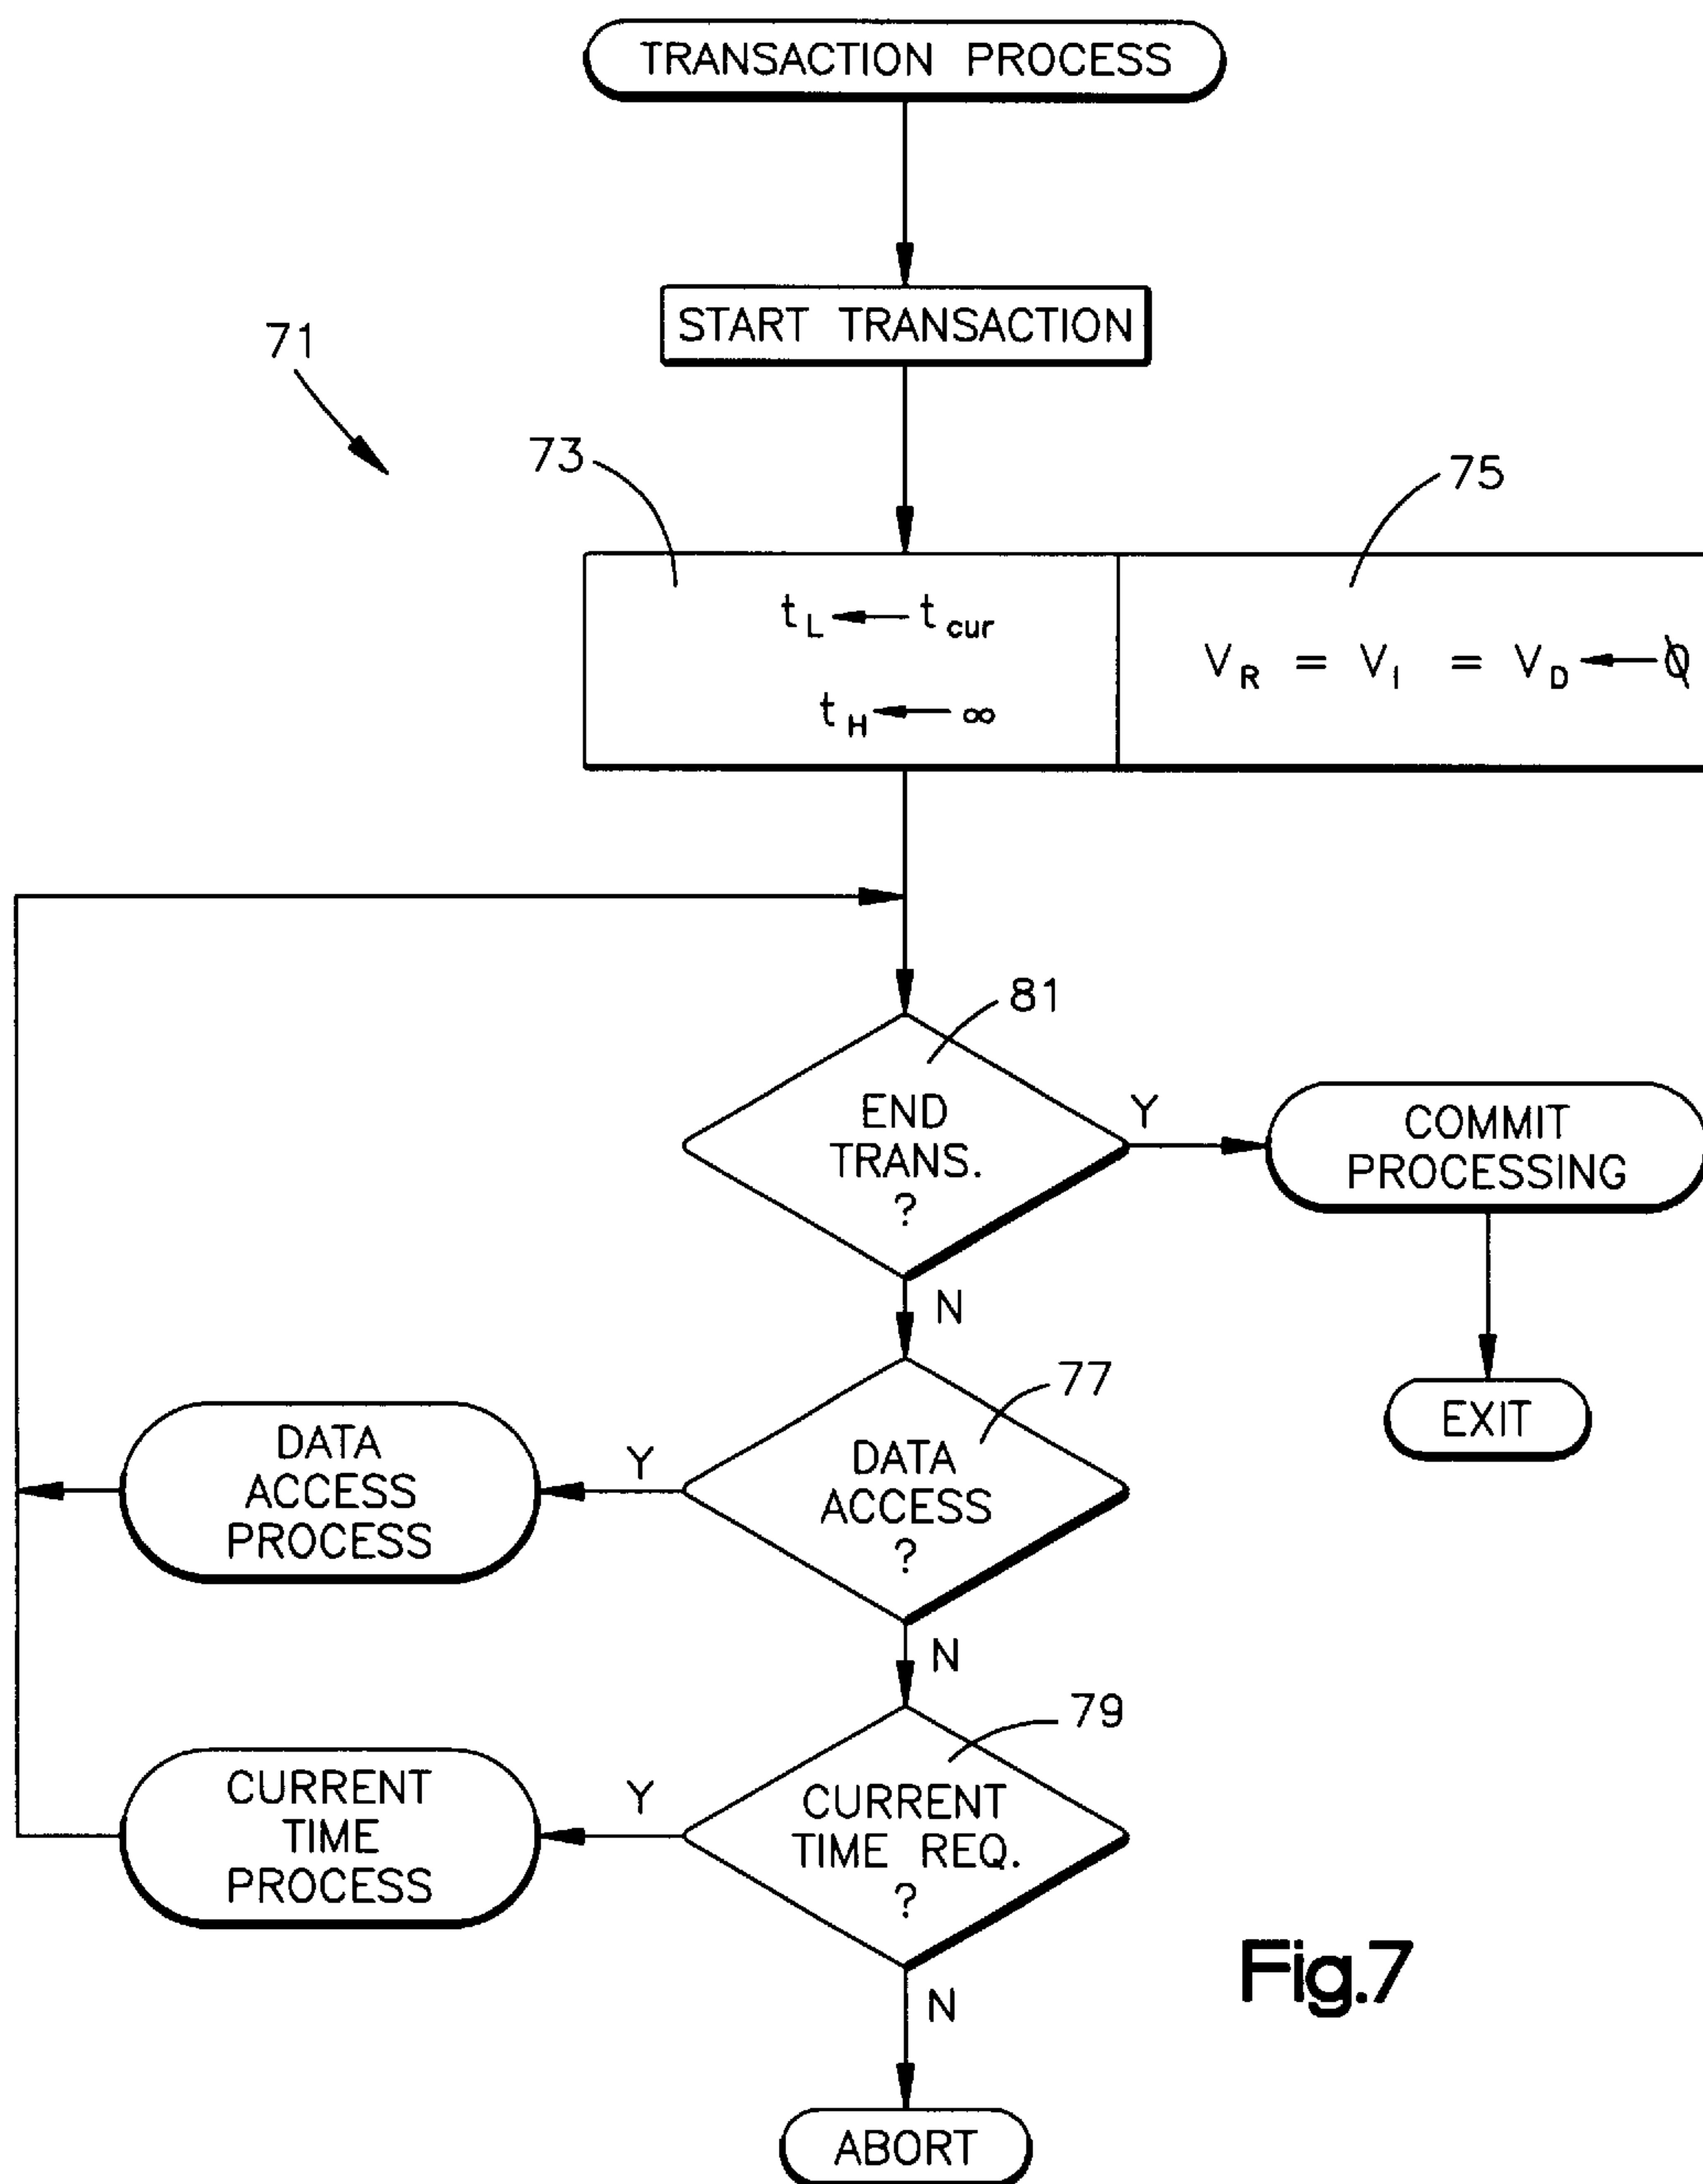 TRANSACTION PROCESS
START TRANSACTION
71
73
75
t_L ← t_cur
t_H ← ∞
V_R = V_I = V_D ← ∅
81
END
TRANS.
?
Y
COMMIT
PROCESSING
N
EXIT
77
DATA
ACCESS
?
Y
DATA
ACCESS
PROCESS
N
79
CURRENT
TIME REQ.
?
Y
CURRENT
TIME
PROCESS
N
ABORT
Fig.7